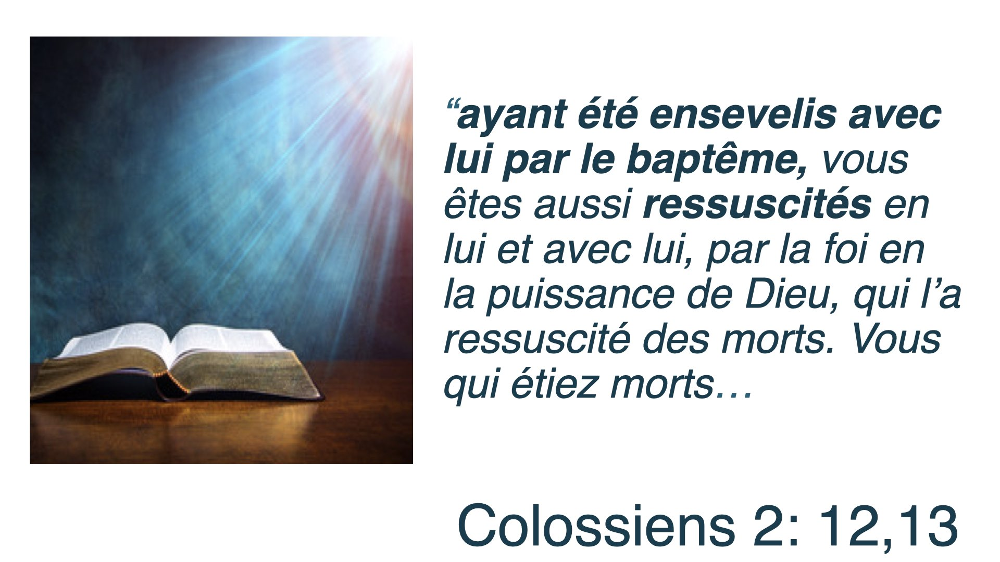 “ayant été ensevelis avec
lui par le baptême, vous
êtes aussi ressuscités en
lui et avec lui, par la foi en
la puissance de Dieu, qui l’a
ressuscité des morts. Vous
qui étiez morts…
Colossiens 2: 12,13